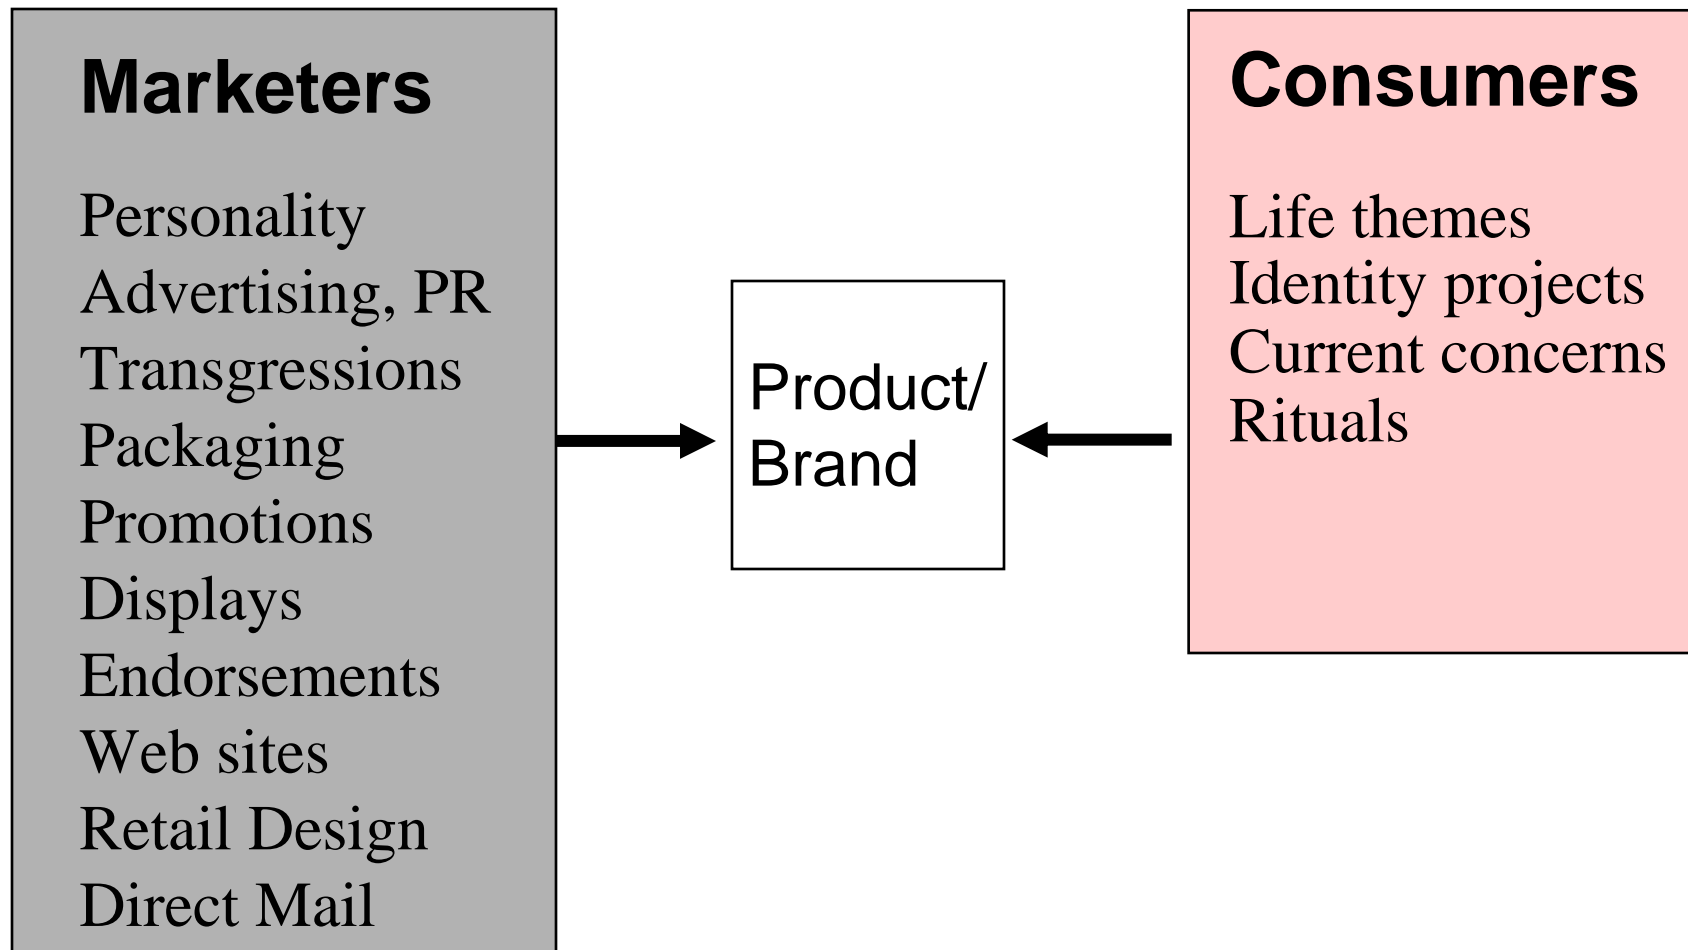 Marketers
Personality
Advertising, PR
Transgressions
Packaging
Promotions
Displays
Endorsements
Web sites
Retail Design
Direct Mail
Product/
Brand
Consumers
Life themes
Identity projects
Current concerns
Rituals